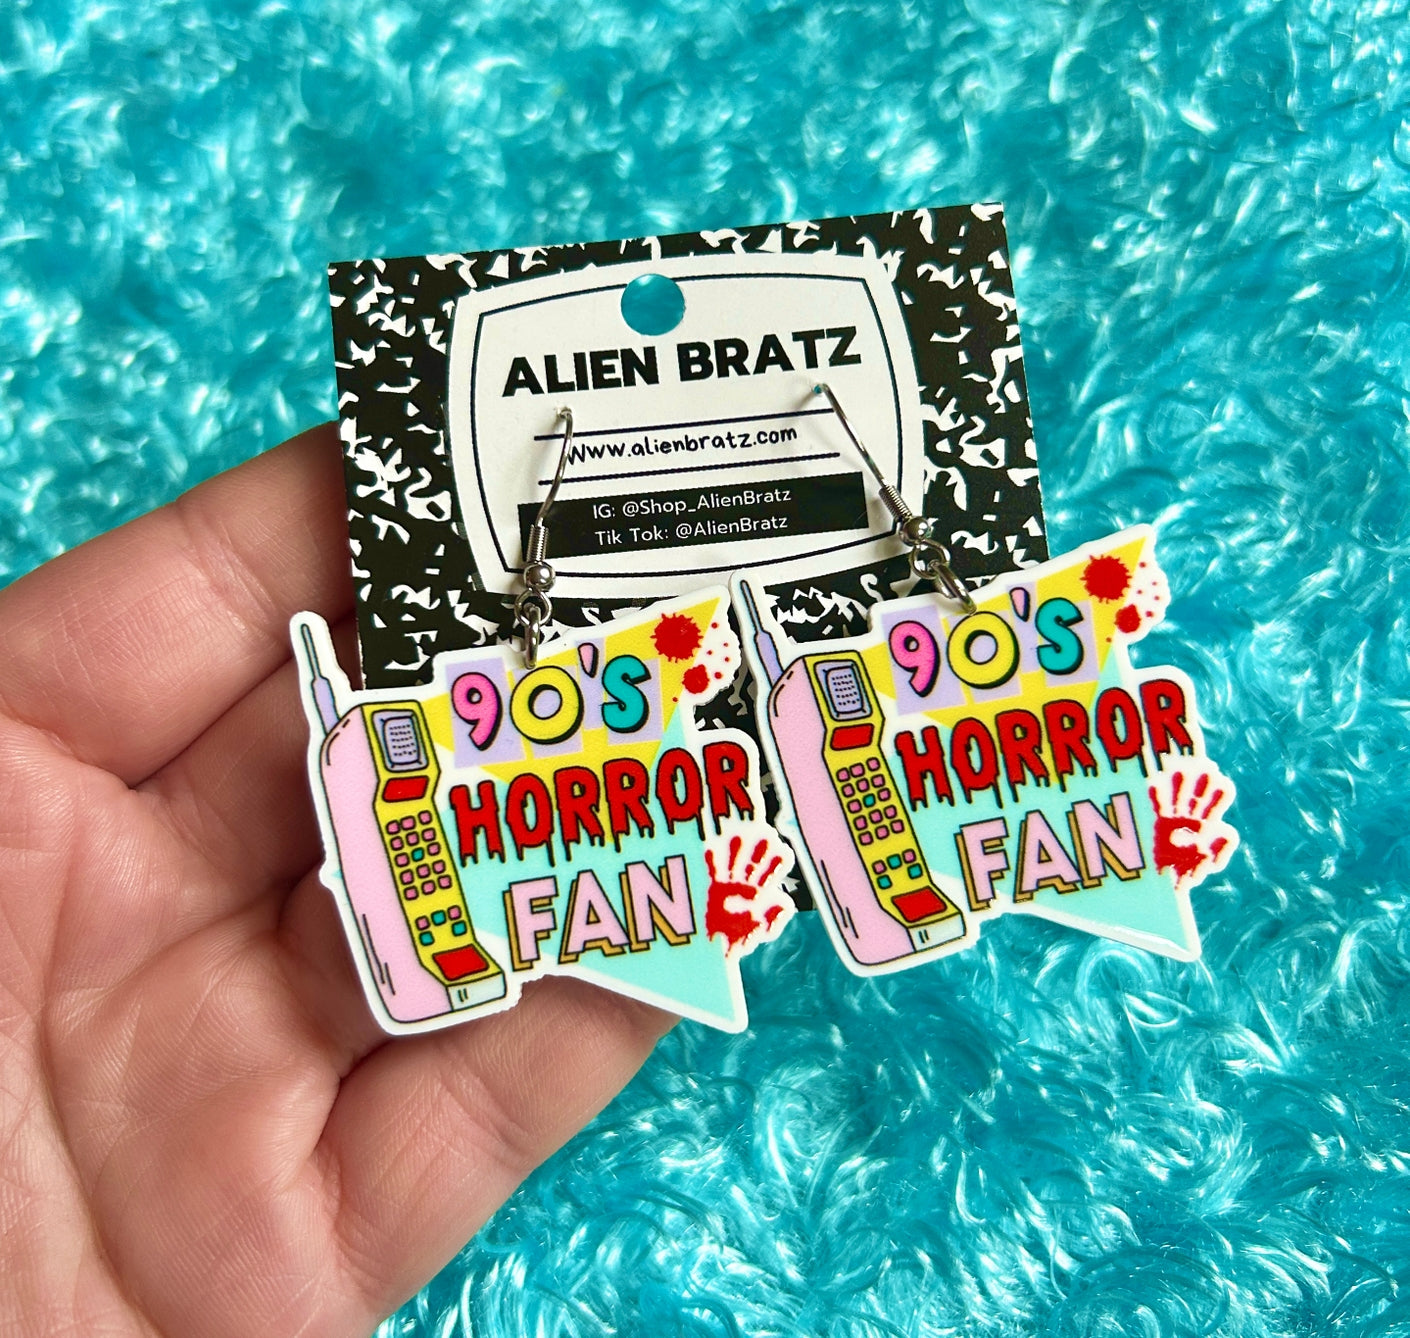 ALIEN BRATZ
Www.alienbratz.com
IG: @Shop_AlienBratz
Tik Tok: @AlienBratz
90's
HORROR
FAN
90's
HORROR
FAN